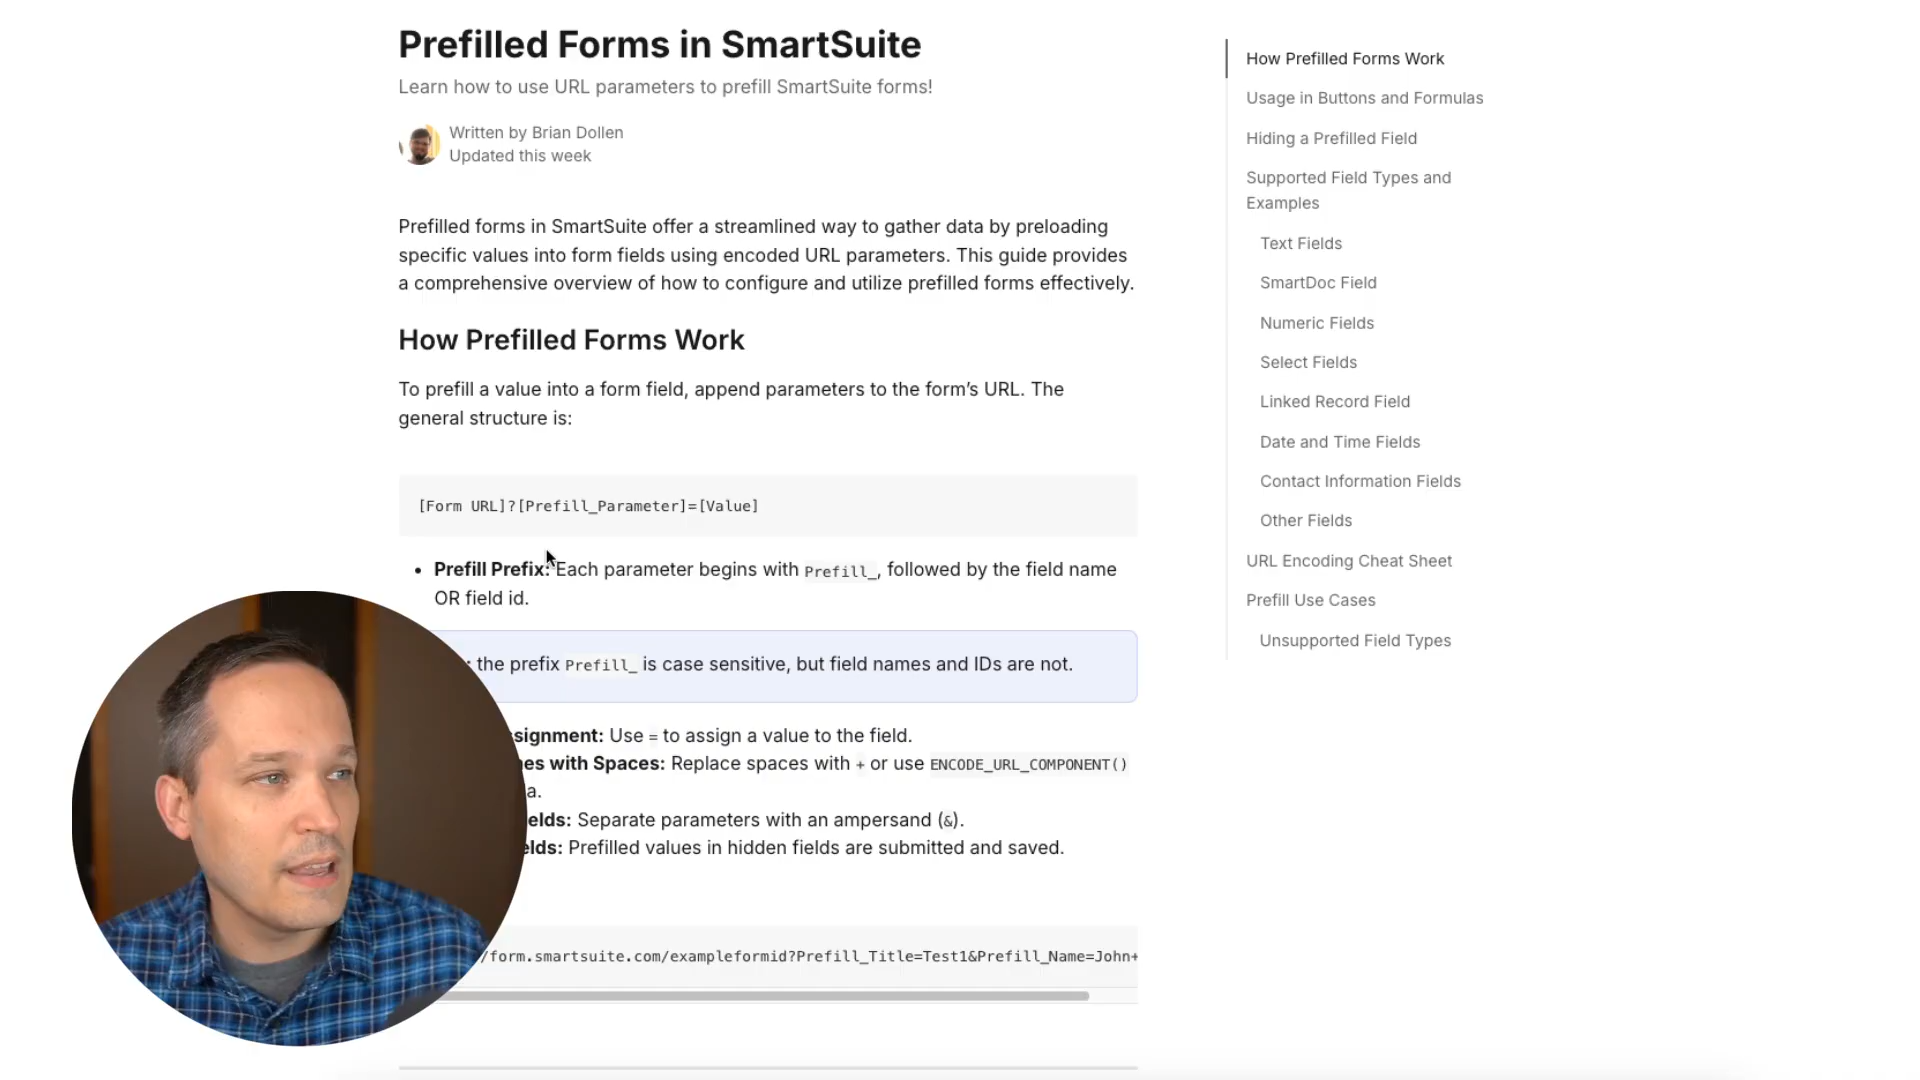 Prefilled Forms in SmartSuite
Learn how to use URL parameters to prefill SmartSuite forms!
Written by Brian Dollen
Updated this week
Prefilled forms in SmartSuite offer a streamlined way to gather data by preloading
specific values into form fields using encoded URL parameters. This guide provides
a comprehensive overview of how to configure and utilize prefilled forms effectively.
How Prefilled Forms Work
To prefill a value into a form field, append parameters to the form’s URL. The
general structure is:
[Form URL]?[Prefill_Parameter]=[Value]
• Prefill Prefix: Each parameter begins with Prefill_, followed by the field name
OR field id.
: the prefix Prefill_ is case sensitive, but field names and IDs are not.
ssignment: Use = to assign a value to the field.
es with Spaces: Replace spaces with + or use ENCODE_URL_COMPONENT()
a.
elds: Separate parameters with an ampersand (&).
elds: Prefilled values in hidden fields are submitted and saved.
/form.smartsuite.com/exampleformid?Prefill_Title=Test1&Prefill_Name=John+
How Prefilled Forms Work
Usage in Buttons and Formulas
Hiding a Prefilled Field
Supported Field Types and
Examples
Text Fields
SmartDoc Field
Numeric Fields
Select Fields
Linked Record Field
Date and Time Fields
Contact Information Fields
Other Fields
URL Encoding Cheat Sheet
Prefill Use Cases
Unsupported Field Types